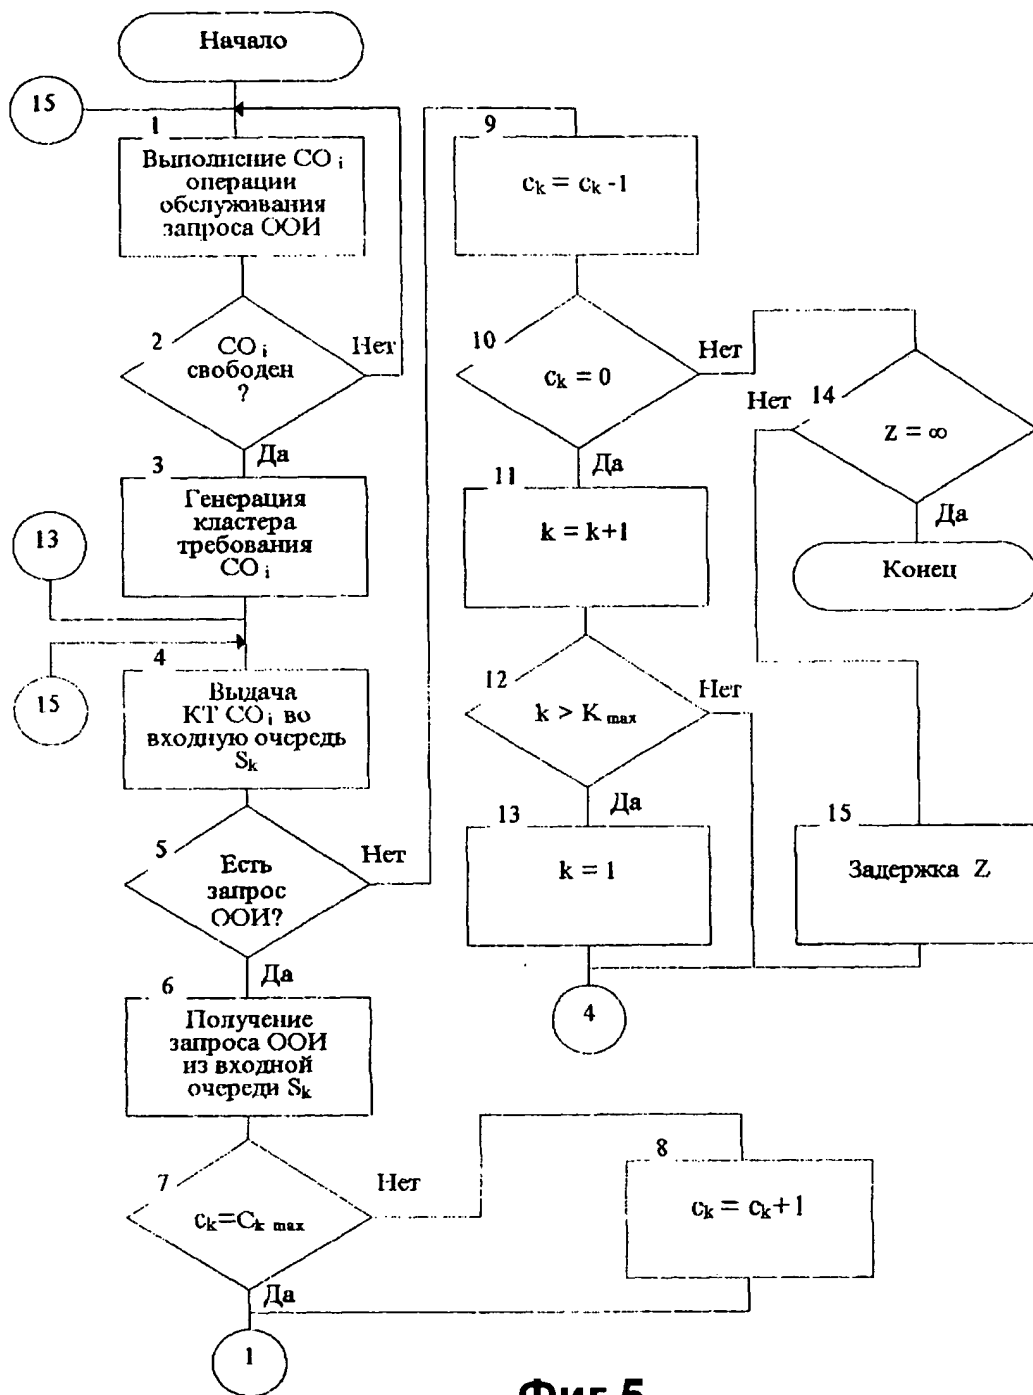 Начало
15
1
Выполнение СО i
операции
обслуживания
запроса ООИ
2
СО i
свободен
?
Нет
Да
3
Генерация
кластера
требования
СО i
13
15
4
Выдача
КТ СО i во
входную очередь
Sk
5
Есть
запрос
ООИ?
Нет
Да
6
Получение
запроса ООИ
из входной
очереди Sk
7
ck=Ck max
Нет
Да
1
8
ck = ck+1
9
ck = ck -1
10
ck = 0
Нет
Да
11
k = k+1
12
k > K max
Нет
Да
13
k = 1
4
14
Нет
Z = ∞
Да
Конец
15
Задержка Z
Фиг.5